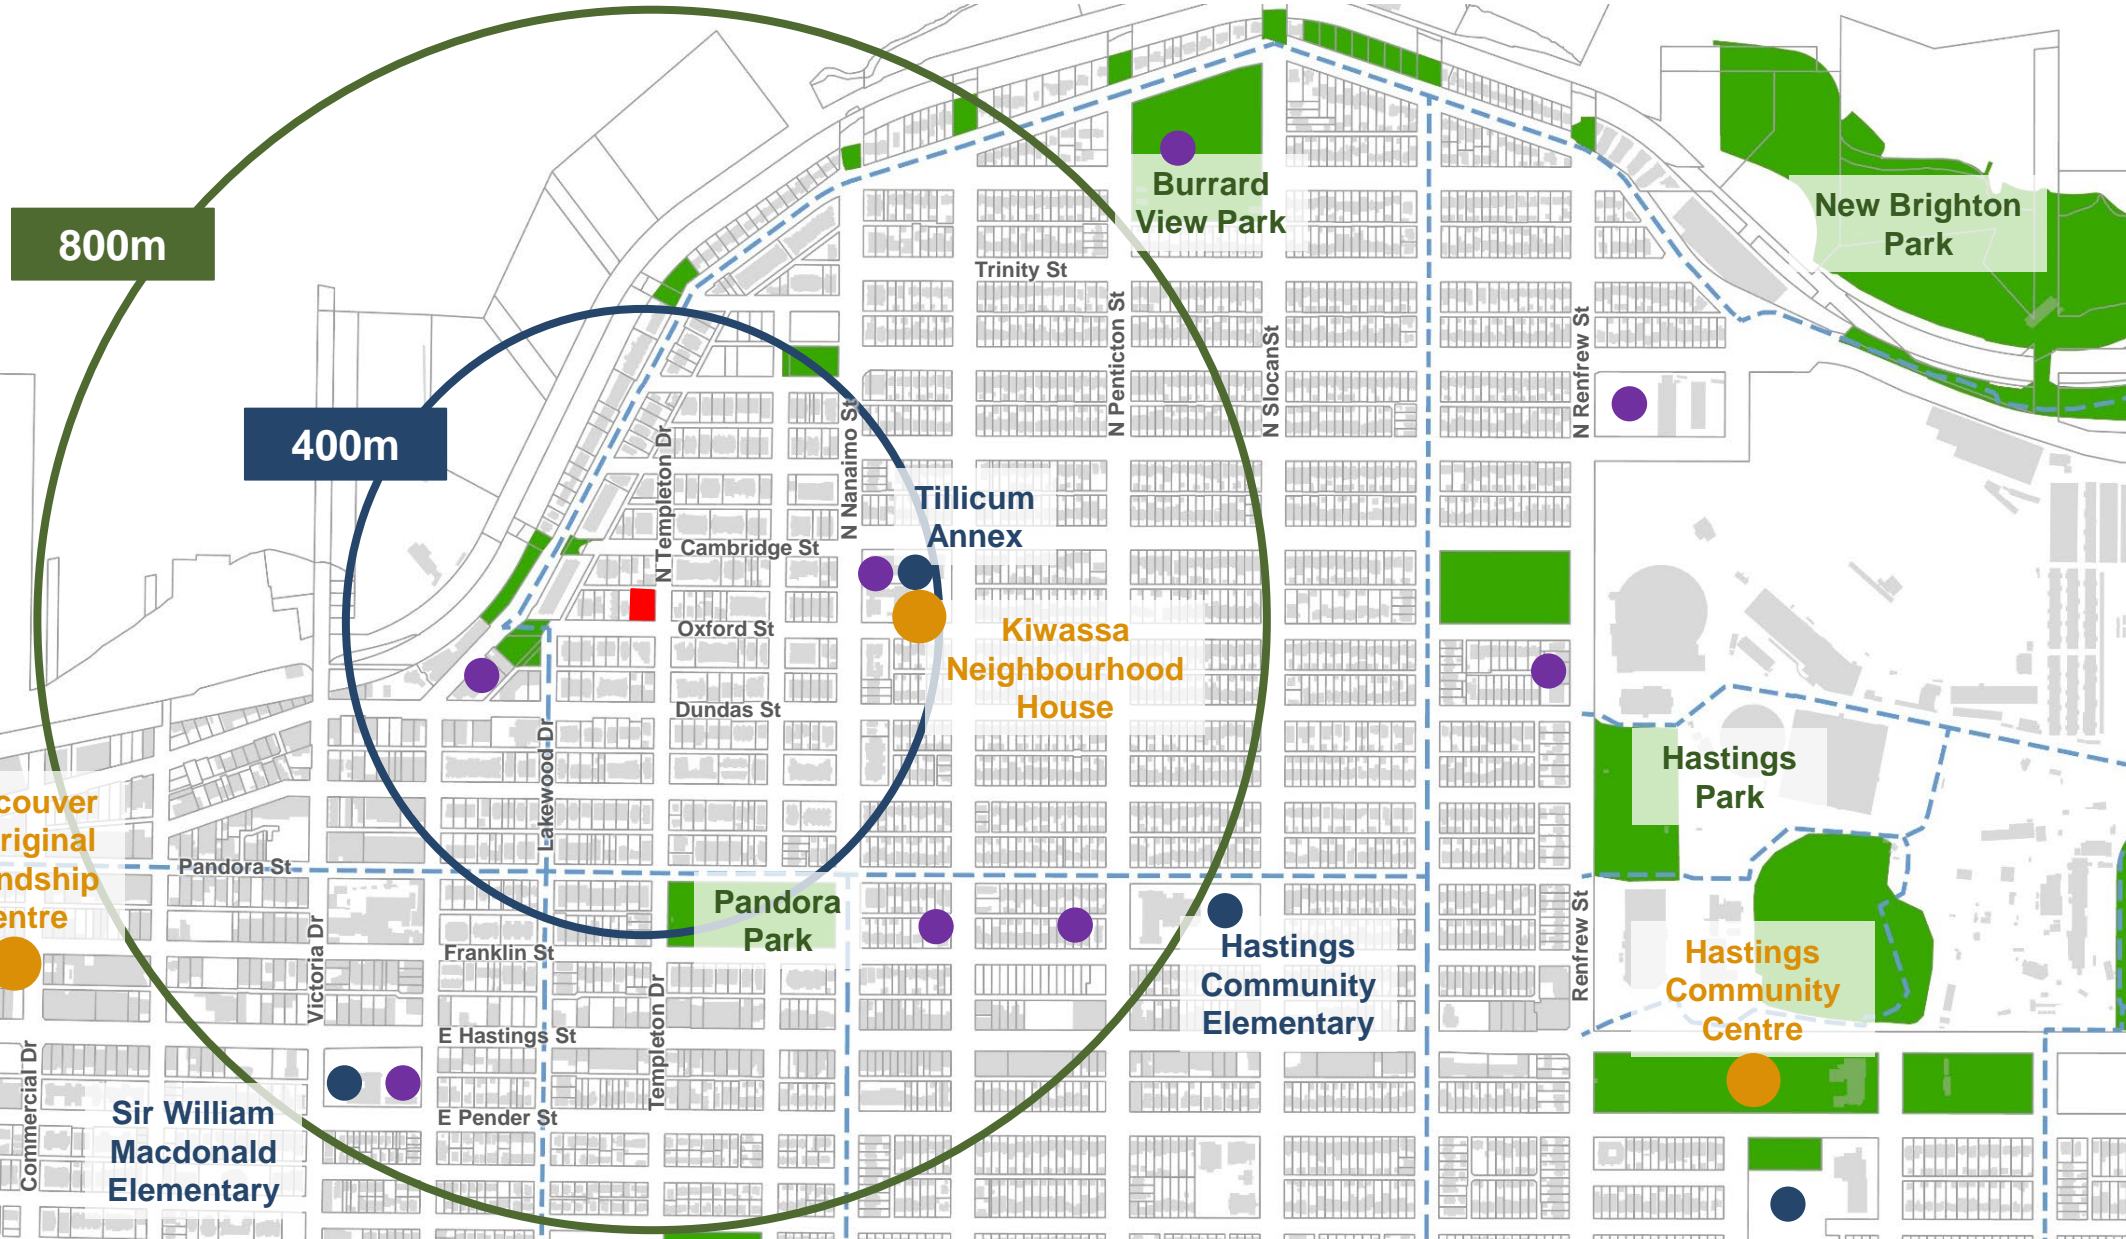 800m
Burrard
View Park
New Brighton
Park
Trinity St
N Penticton St
N SlocanSt
N Renfrew St
400m
N Nanaimo St
N Templeton Dr
Tillicum
Annex
Cambridge St
Oxford St
Kiwassa
Neighbourhood
House
Dundas St
Lakewood Dr
Hastings
Park
couver
riginal
ndship
entre
Pandora St
Pandora
Park
Victoria Dr
Franklin St
Templeton Dr
Hastings
Community
Elementary
Renfrew St
Hastings
Community
Centre
E Hastings St
Commercial Dr
Sir William
Macdonald
Elementary
E Pender St